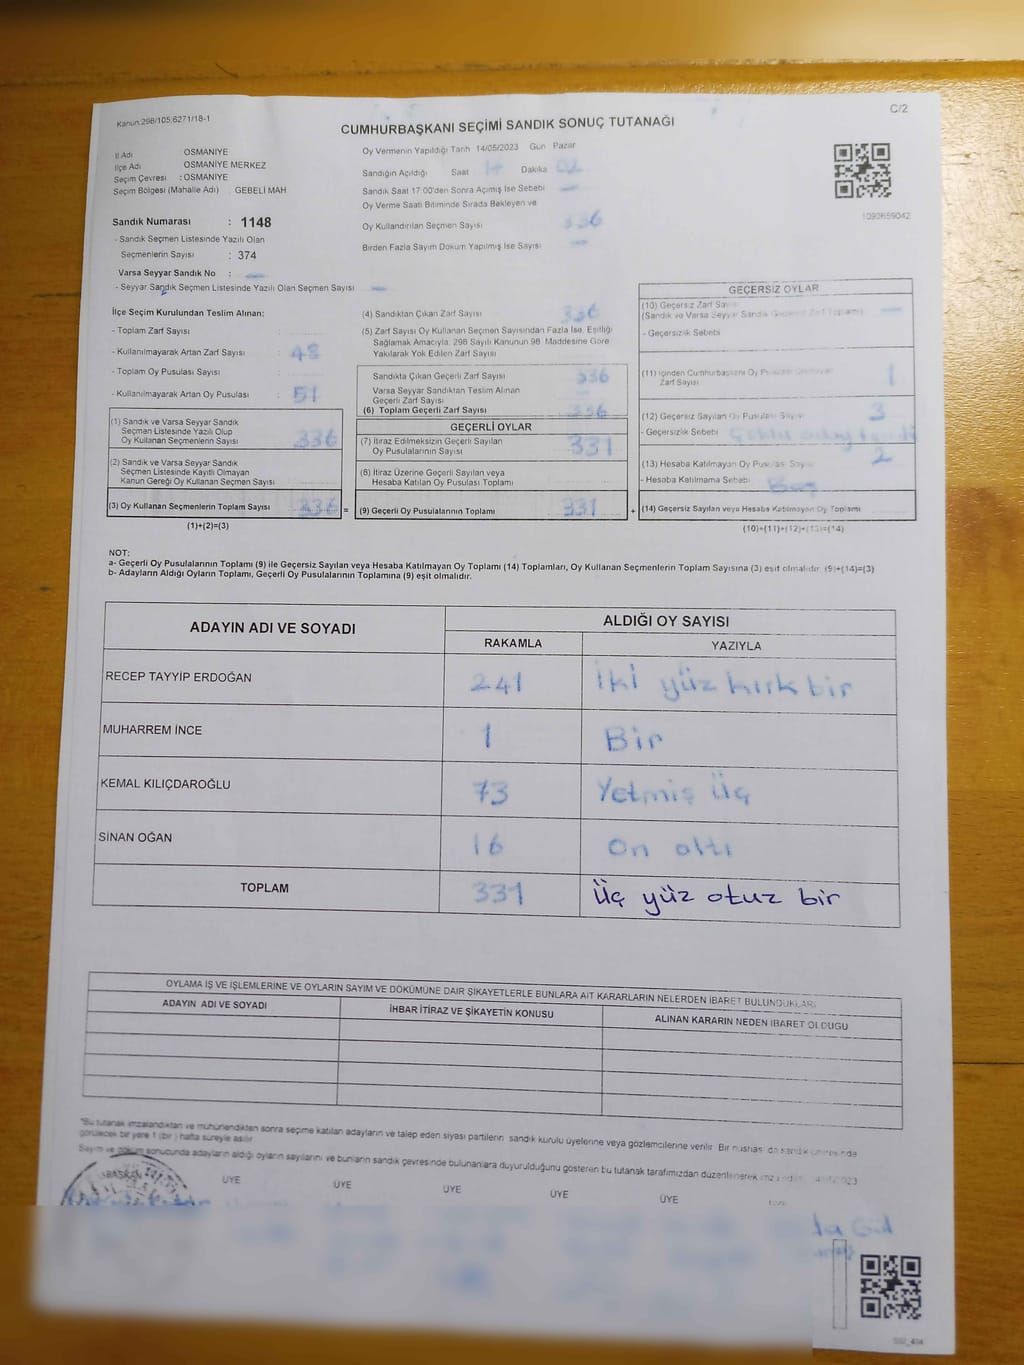 C/2
Kanun:298/105;6271/18-1
CUMHURBAŞKANI SEÇİMİ SANDIK SONUÇ TUTANAĞI
İl Adı OSMANİYE
İlçe Adı OSMANİYE MERKEZ
Seçim Çevresi : OSMANİYE
Seçim Bölgesi (Mahalle Adı) : GEBELİ MAH
Sandık Numarası : 1148
- Sandık Seçmen Listesinde Yazılı Olan
Seçmenlerin Sayısı : 374
Varsa Seyyar Sandık No : —
- Seyyar Sandık Seçmen Listesinde Yazılı Olan Seçmen Sayısı —
Oy Vermenin Yapıldığı Tarih 14/05/2023 Gün Pazar
Sandığın Açıldığı Saat Dakika 02
Sandık Saat 17:00'den Sonra Açılmış İse Sebebi —
Oy Verme Saati Bitiminde Sırada Bekleyen ve
Oy Kullandırılan Seçmen Sayısı 336
Birden Fazla Sayım Döküm Yapılmış İse Sayısı —
1090659042
İlçe Seçim Kurulundan Teslim Alınan:
- Toplam Zarf Sayısı :
- Kullanılmayarak Artan Zarf Sayısı : 48
- Toplam Oy Pusulası Sayısı :
- Kullanılmayarak Artan Oy Pusulası : 51
(1) Sandık ve Varsa Seyyar Sandık
Seçmen Listesinde Yazılı Olup
Oy Kullanan Seçmenlerin Sayısı 336
(2) Sandık ve Varsa Seyyar Sandık
Seçmen Listesinde Kayıtlı Olmayan
Kanun Gereği Oy Kullanan Seçmen Sayısı
(3) Oy Kullanan Seçmenlerin Toplam Sayısı 336 =
(1)+(2)=(3)
(4) Sandıktan Çıkan Zarf Sayısı 336
(5) Zarf Sayısı Oy Kullanan Seçmen Sayısından Fazla İse, Eşitliği
Sağlamak Amacıyla, 298 Sayılı Kanunun 98. Maddesine Göre
Yakılarak Yok Edilen Zarf Sayısı
Sandıkta Çıkan Geçerli Zarf Sayısı 336
Varsa Seyyar Sandıktan Teslim Alınan
Geçerli Zarf Sayısı
(6) Toplam Geçerli Zarf Sayısı 336
GEÇERLİ OYLAR
(7) İtiraz Edilmeksizin Geçerli Sayılan
Oy Pusulasının Sayısı 331
(8) İtiraz Üzerine Geçerli Sayılan veya
Hesaba Katılan Oy Pusulası Toplamı
(9) Geçerli Oy Pusulalarının Toplamı 331 +
GEÇERSİZ OYLAR
(10) Geçersiz Zarf Sayısı —
(Sandık ve Varsa Seyyar Sandık Geçersiz Zarf Toplamı)
- Geçersizlik Sebebi
(11) İçinden Cumhurbaşkanı Oy Pusulası
Zarf Sayısı 1
(12) Geçersiz Sayılan Oy Pusulası Sayısı 3
- Geçersizlik Sebebi
(13) Hesaba Katılmayan Oy Pusulası Sayısı 2
- Hesaba Katılmama Sebebi Boş
(14) Geçersiz Sayılan veya Hesaba Katılmayan Oy Toplamı
(10)+(11)+(12)+(13)=(14)
NOT:
a- Geçerli Oy Pusulalarının Toplamı (9) ile Geçersiz Sayılan veya Hesaba Katılmayan Oy Toplamı (14) Toplamları, Oy Kullanan Seçmenlerin Toplam Sayısına (3) eşit olmalıdır. (9)+(14)=(3)
b- Adayların Aldığı Oyların Toplamı, Geçerli Oy Pusulalarının Toplamına (9) eşit olmalıdır.
ADAYIN ADI VE SOYADI ALDIĞI OY SAYISI
RAKAMLA YAZIYLA
RECEP TAYYİP ERDOĞAN 241 İki yüz kırk bir
MUHARREM İNCE 1 Bir
KEMAL KILIÇDAROĞLU 73 Yetmiş üç
SİNAN OĞAN 16 On altı
TOPLAM 331 Üç yüz otuz bir
OYLAMA İŞ VE İŞLEMLERİNE VE OYLARIN SAYIM VE DÖKÜMÜNE DAİR ŞİKAYETLERLE BUNLARA AİT KARARLARIN NELERDEN İBARET BULUNDUKLARI
ADAYIN ADI VE SOYADI İHBAR İTİRAZ VE ŞİKAYETİN KONUSU ALINAN KARARIN NEDEN İBARET OLDUĞU
*Bu tutanak imzalandıktan ve mühürlendikten sonra seçime katılan adayların ve talep eden siyasi partilerin sandık kurulu üyelerine veya gözlemcilerine verilir. Bir nüshası da sandık
görülecek bir yere 1 (bir) hafta süreyle asılır.
Sayım ve döküm sonucunda adayların aldığı oyların sayılarını ve bunların sandık çevresinde bulunanlara duyurulduğunu gösteren bu tutanak tarafımızdan düzenlenerek
BAŞKAN ÜYE ÜYE ÜYE ÜYE ÜYE
Gül